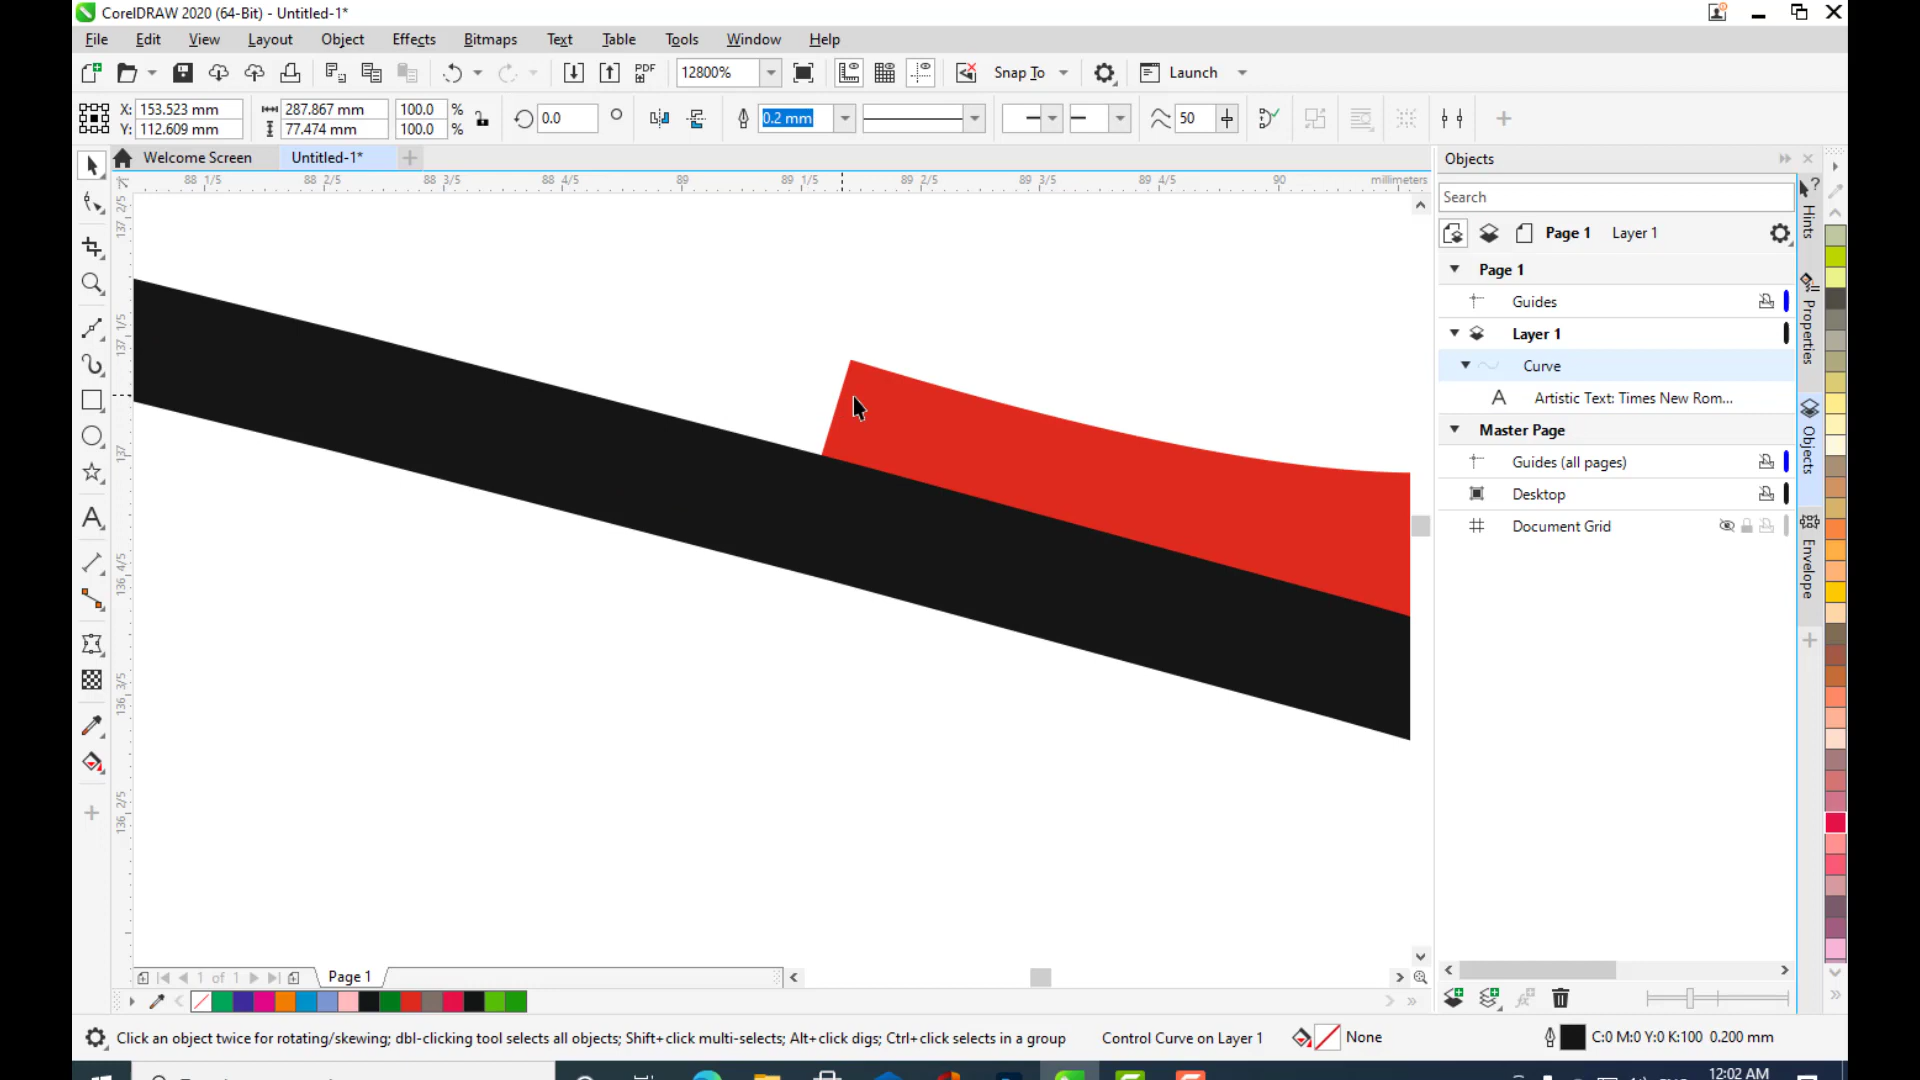 CorelDRAW 2020 (64-Bit) - Untitled-1*
File Edit View Layout Object Effects Bitmaps Text Table Tools Window Help
PDF 12800% Snap To Launch
X: 153.523 mm 287.867 mm 100.0 % 0.0 0.2 mm 50
Y: 112.609 mm 77.474 mm 100.0 %
Welcome Screen Untitled-1*
88 1/5 88 2/5 88 3/5 88 4/5 89 89 1/5 89 2/5 89 3/5 89 4/5 90 millimeters
137 2/5
137 1/5
137
136 4/5
136 3/5
136 2/5
Objects
Search
Page 1 Layer 1
Page 1
Guides
Layer 1
Curve
A Artistic Text: Times New Rom...
Master Page
Guides (all pages)
Desktop
Document Grid
Hints
Properties
Objects
Envelope
1 of 1 Page 1
Click an object twice for rotating/skewing; dbl-clicking tool selects all objects; Shift+click multi-selects; Alt+click digs; Ctrl+click selects in a group Control Curve on Layer 1 None C:0 M:0 Y:0 K:100 0.200 mm
12:02 AM